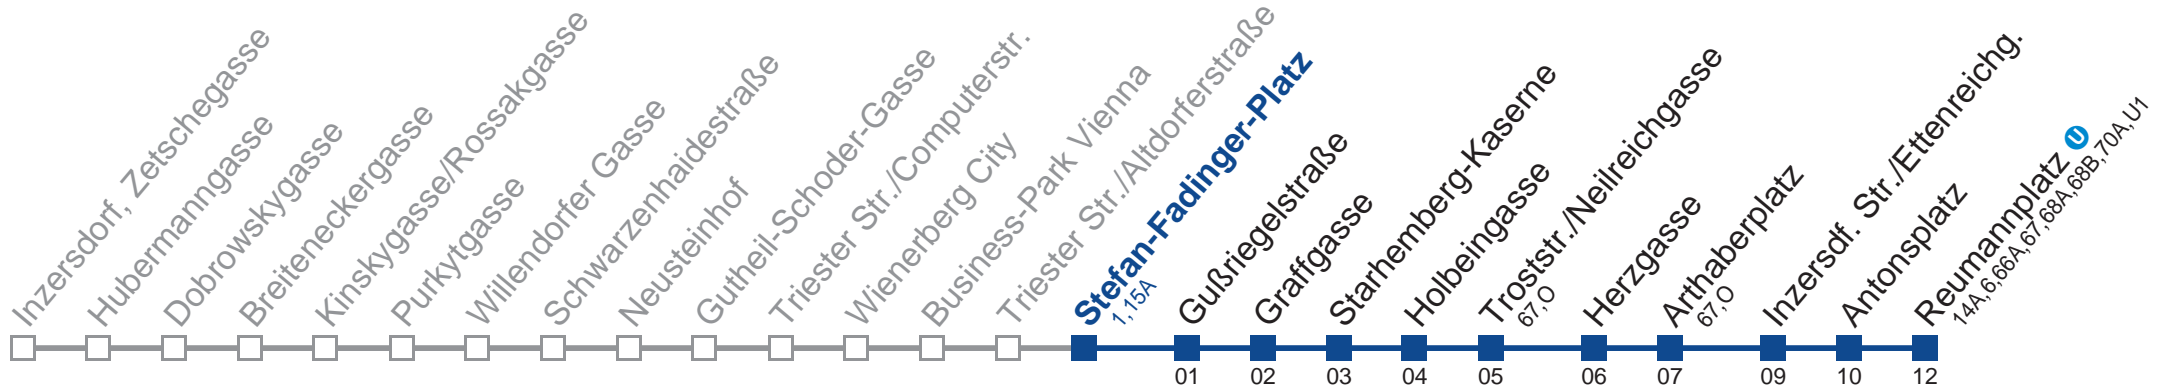 Inzersdorf, Zetschegasse
Hubermanngasse
Dobrowskygasse
Breiteneckergasse
Kinskygasse/Rossakgasse
Purkytgasse
Willendorfer Gasse
Schwarzenhaidestraße
Neusteinhof
Gutheil-Schoder-Gasse
Triester Str./Computerstr.
Wienerberg City
Business-Park Vienna
Triester Str./Altdorferstraße
Stefan-Fadinger-Platz
1,15A
Gußriegelstraße
Graffgasse
Starhemberg-Kaserne
Holbeingasse
Troststr./Neilreichgasse
67,O
Herzgasse
Arthaberplatz
67,O
Inzersdf. Str./Ettenreichg.
Antonsplatz
Reumannplatz U
14A,6,66A,67,68A,68B,70A,U1
01 02 03 04 05 06 07 09 10 12